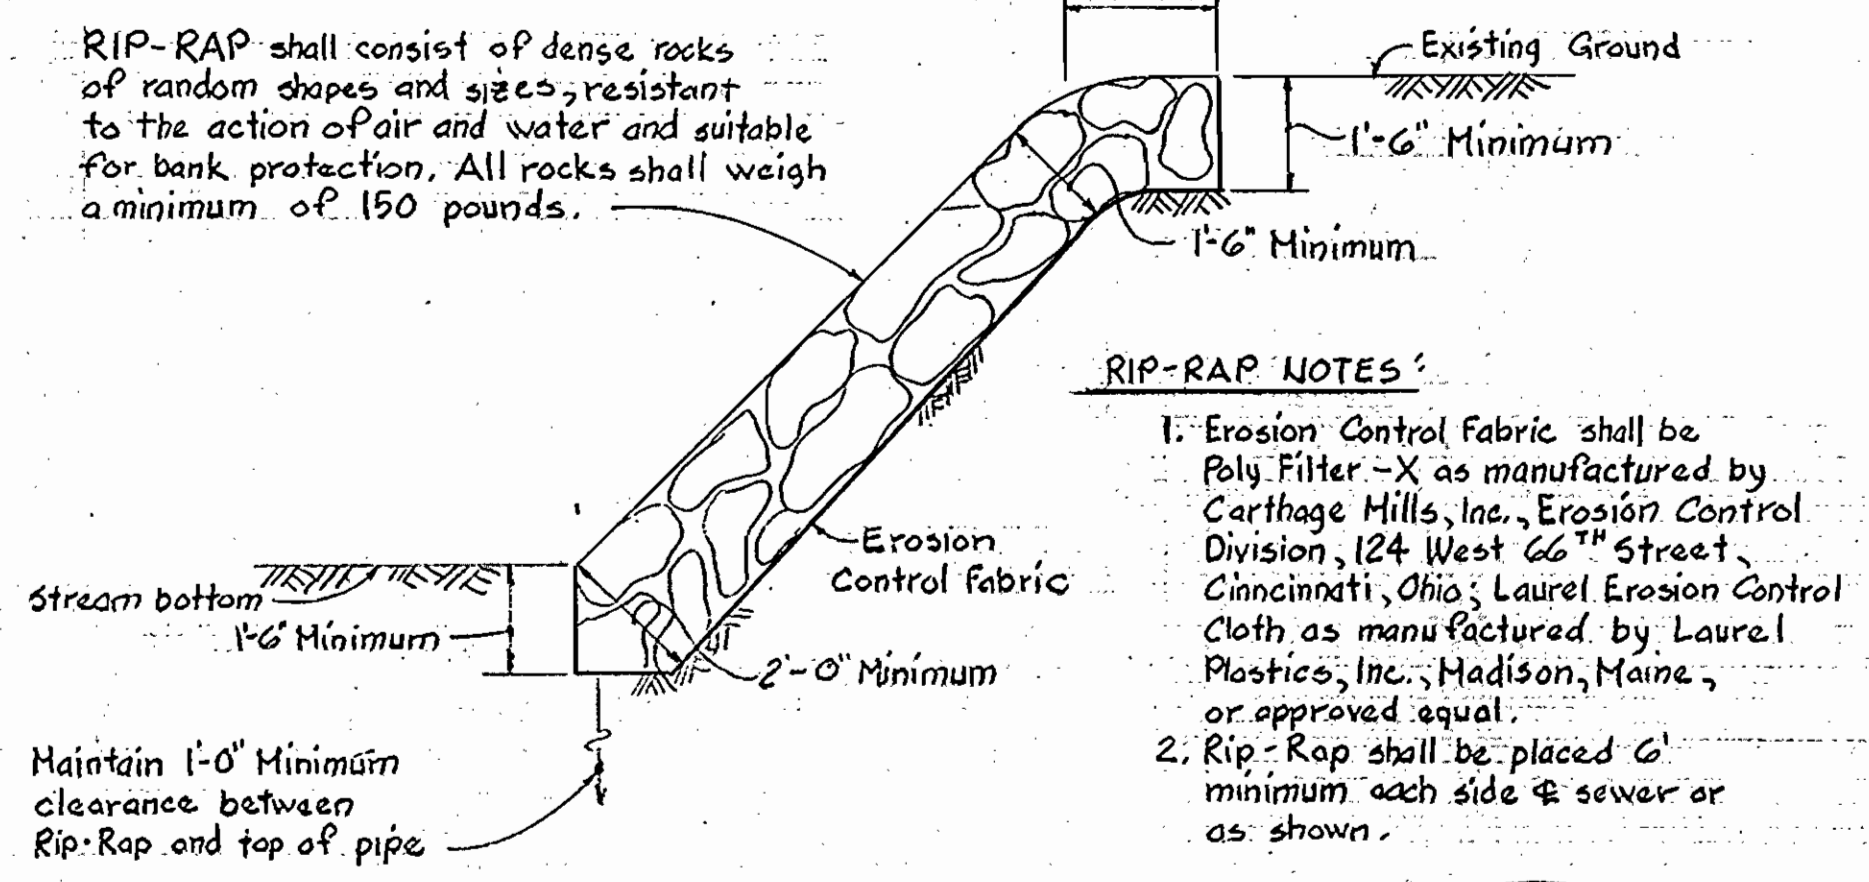 RIP-RAP shall consist of dense rocks
of random shapes and sizes, resistant
to the action of air and water and suitable
for bank protection. All rocks shall weigh
a minimum of 150 pounds.
Existing Ground
1'-6" Minimum
1'-6" Minimum
Erosion
Control Fabric
Stream bottom
1'-6" Minimum
2'-0" Minimum
Maintain 1'-0" Minimum
clearance between
Rip-Rap and top of pipe
RIP-RAP NOTES:
1. Erosion Control Fabric shall be
Poly Filter-X as manufactured by
Carthage Mills, Inc., Erosion Control
Division, 124 West 66TH Street,
Cinncinnati, Ohio; Laurel Erosion Control
Cloth as manufactured by Laurel
Plastics, Inc., Madison, Maine,
or approved equal.
2. Rip-Rap shall be placed 6'
minimum each side ℄ sewer or
as shown.